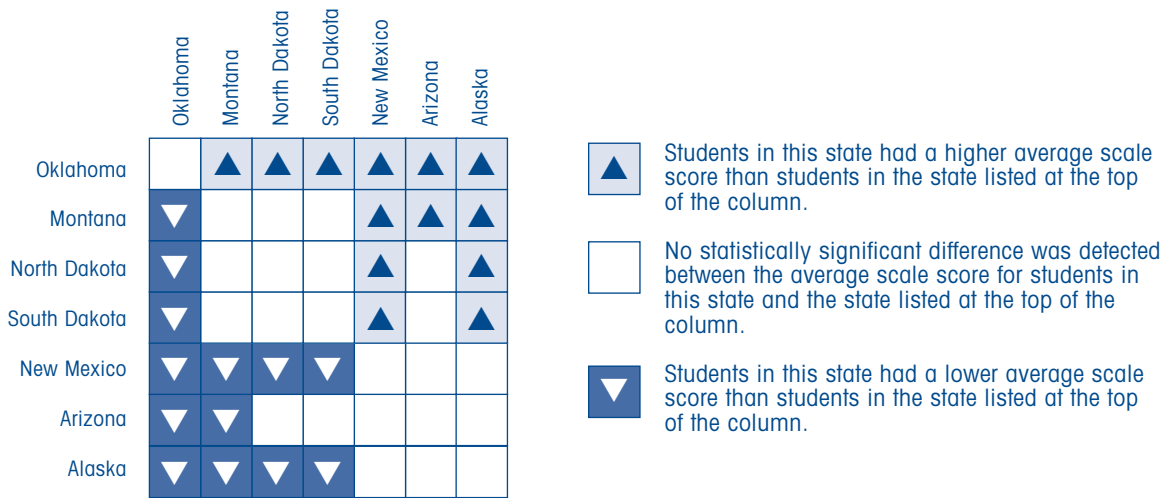 Oklahoma
Montana
North Dakota
South Dakota
New Mexico
Arizona
Alaska
Oklahoma
Montana
North Dakota
South Dakota
New Mexico
Arizona
Alaska
Students in this state had a higher average scale
score than students in the state listed at the top
of the column.
No statistically significant difference was detected
between the average scale score for students in
this state and the state listed at the top of the
column.
Students in this state had a lower average scale
score than students in the state listed at the top
of the column.